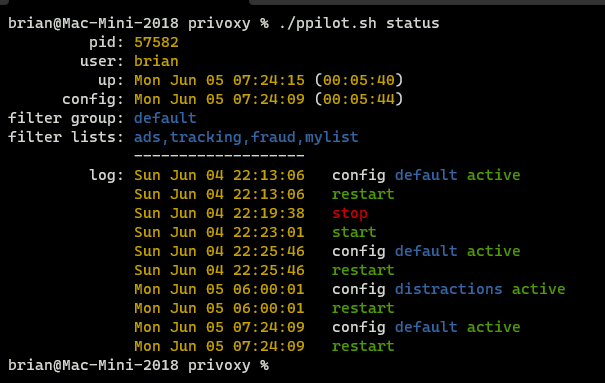 brian@Mac-Mini-2018 privoxy % ./ppilot.sh status
pid: 57582
user: brian
up: Mon Jun 05 07:24:15 (00:05:40)
config: Mon Jun 05 07:24:09 (00:05:44)
filter group: default
filter lists: ads,tracking,fraud,mylist
-------------------
log: Sun Jun 04 22:13:06 config default active
Sun Jun 04 22:13:06 restart
Sun Jun 04 22:19:38 stop
Sun Jun 04 22:23:01 start
Sun Jun 04 22:25:46 config default active
Sun Jun 04 22:25:46 restart
Mon Jun 05 06:00:01 config distractions active
Mon Jun 05 06:00:01 restart
Mon Jun 05 07:24:09 config default active
Mon Jun 05 07:24:09 restart
brian@Mac-Mini-2018 privoxy %